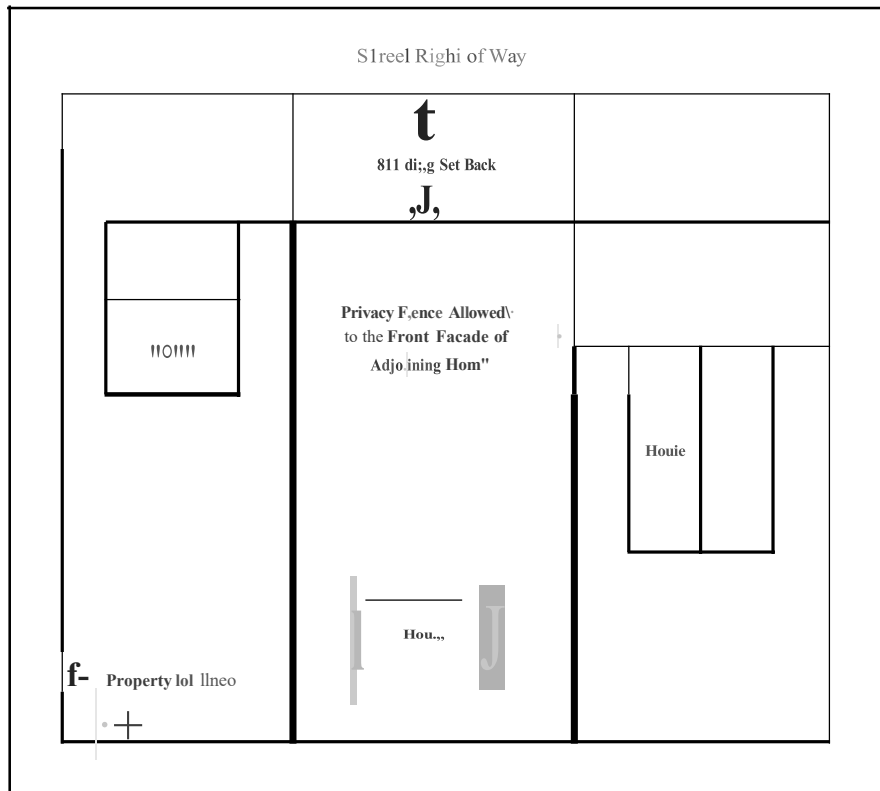 S1reel Righi of Way
t
811 di;,g Set Back
,J,
Privacy F,ence Allowed\·
to the Front Facade of
Adjo.ining Hom"
"O""
Houie
Hou.,,
l J
f- Property lol llneo